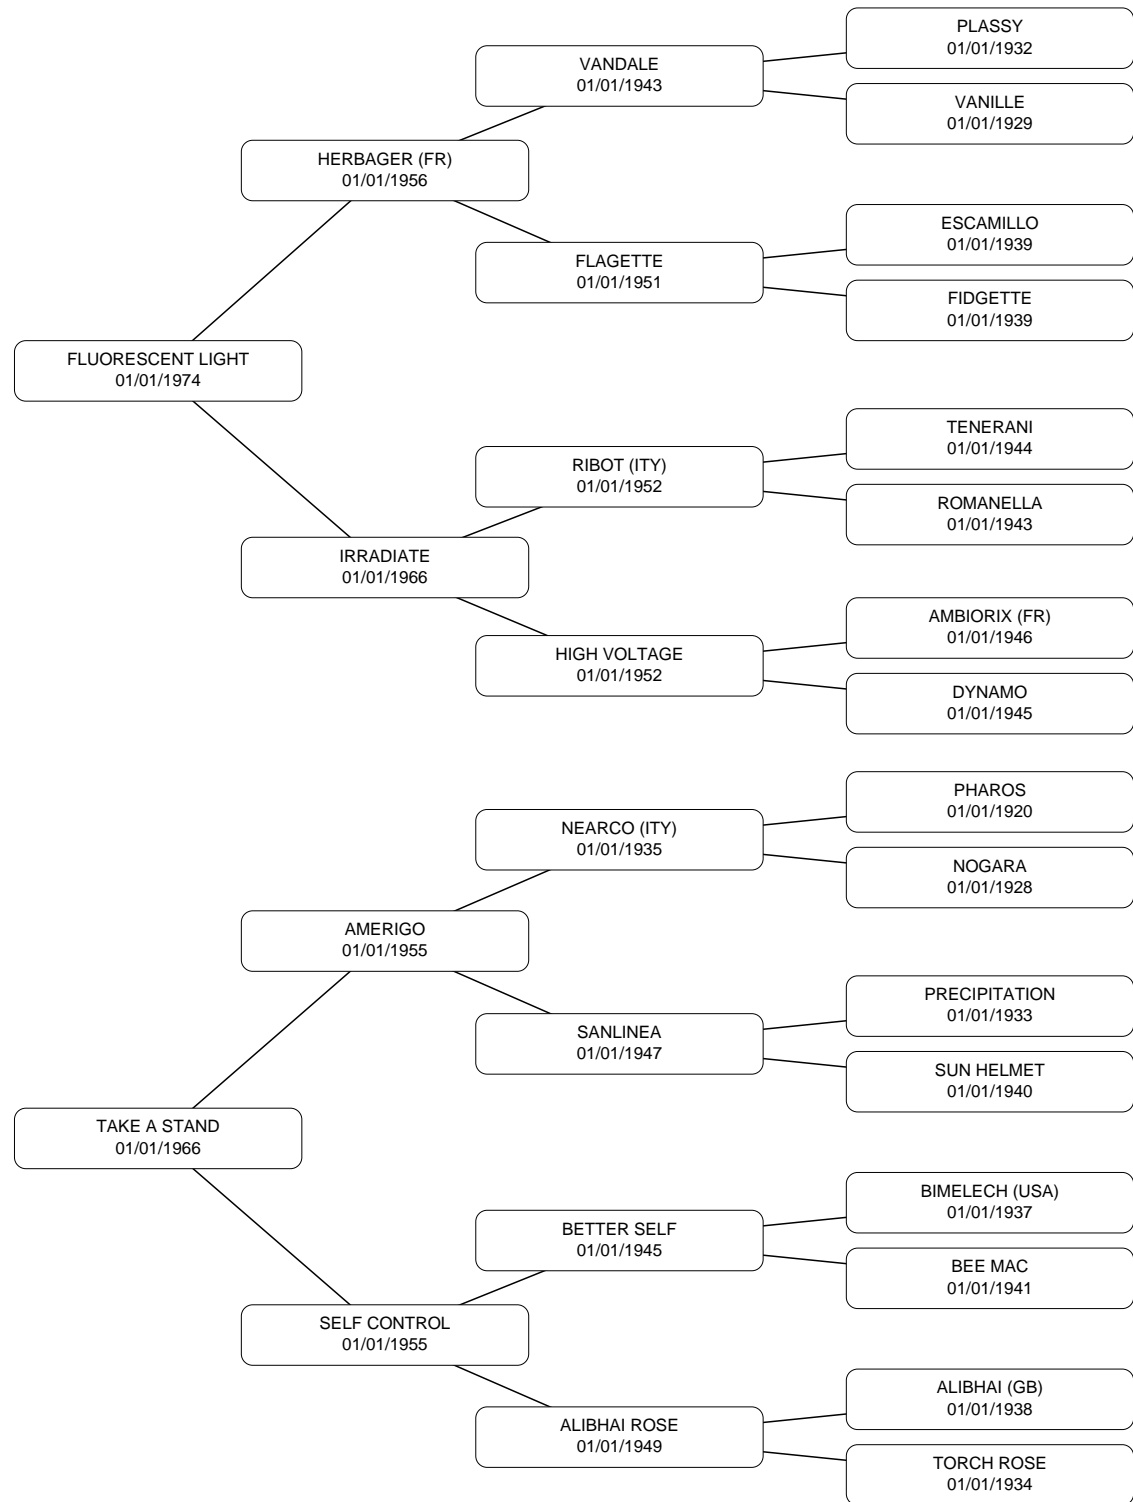 PLASSY
01/01/1932
VANDALE
01/01/1943
VANILLE
01/01/1929
HERBAGER (FR)
01/01/1956
ESCAMILLO
01/01/1939
FLAGETTE
01/01/1951
FIDGETTE
01/01/1939
FLUORESCENT LIGHT
01/01/1974
TENERANI
01/01/1944
RIBOT (ITY)
01/01/1952
ROMANELLA
01/01/1943
IRRADIATE
01/01/1966
AMBIORIX (FR)
01/01/1946
HIGH VOLTAGE
01/01/1952
DYNAMO
01/01/1945
PHAROS
01/01/1920
NEARCO (ITY)
01/01/1935
NOGARA
01/01/1928
AMERIGO
01/01/1955
PRECIPITATION
01/01/1933
SANLINEA
01/01/1947
SUN HELMET
01/01/1940
TAKE A STAND
01/01/1966
BIMELECH (USA)
01/01/1937
BETTER SELF
01/01/1945
BEE MAC
01/01/1941
SELF CONTROL
01/01/1955
ALIBHAI (GB)
01/01/1938
ALIBHAI ROSE
01/01/1949
TORCH ROSE
01/01/1934